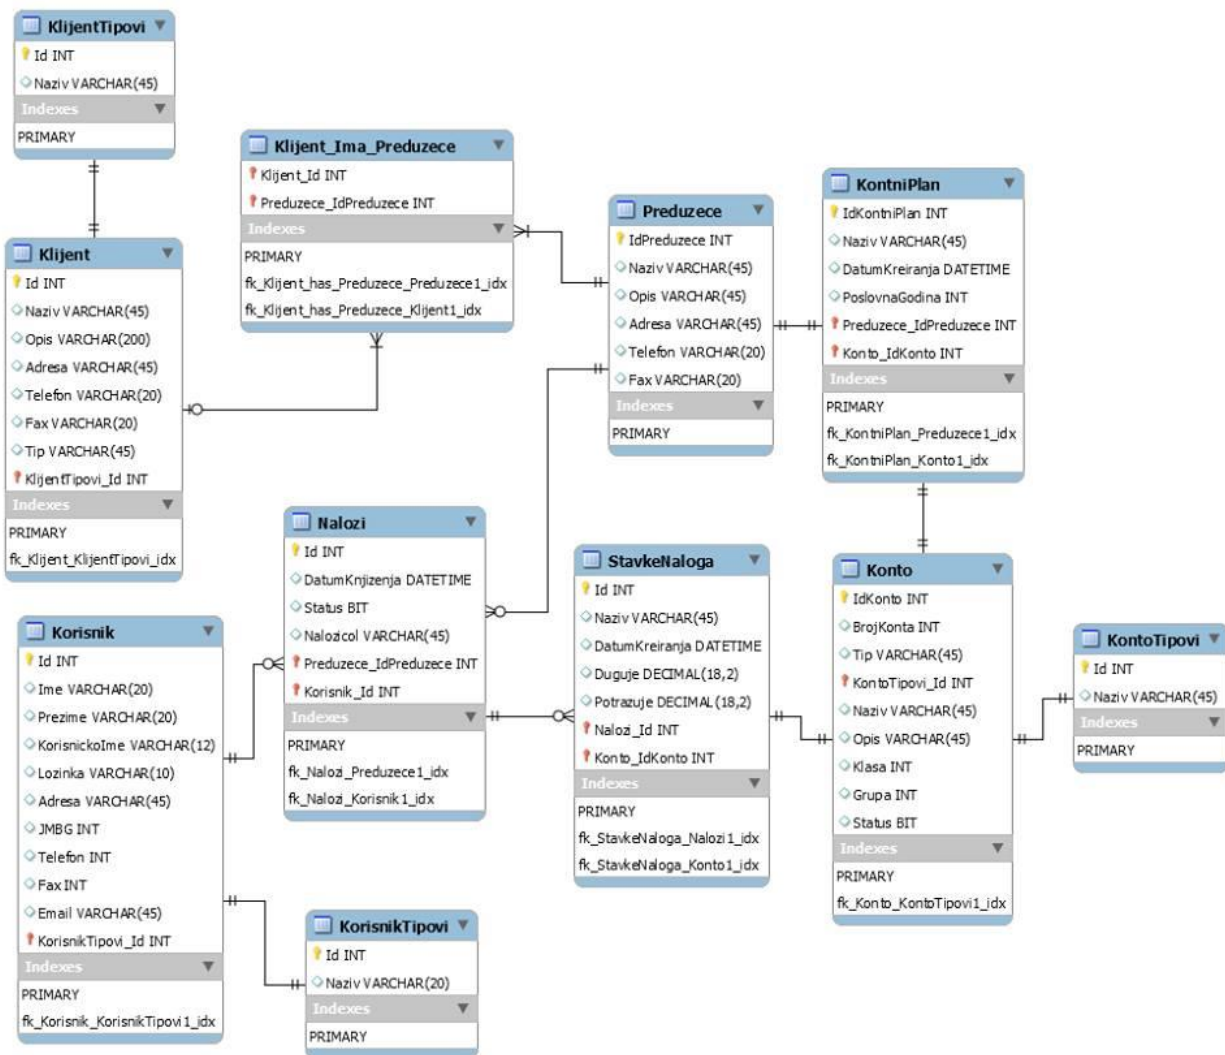 KlijentTipovi
Id INT
Naziv VARCHAR(45)
Indexes
PRIMARY
Klijent
Id INT
Naziv VARCHAR(45)
Opis VARCHAR(200)
Adresa VARCHAR(45)
Telefon VARCHAR(20)
Fax VARCHAR(20)
Tip VARCHAR(45)
KlijentTipovi_Id INT
Indexes
PRIMARY
fk_Klijent_KlijentTipovi_idx
Klijent_Ima_Preduzece
Klijent_Id INT
Preduzece_IdPreduzece INT
Indexes
PRIMARY
fk_Klijent_has_Preduzece_Preduzece1_idx
fk_Klijent_has_Preduzece_Klijent1_idx
Preduzece
IdPreduzece INT
Naziv VARCHAR(45)
Opis VARCHAR(45)
Adresa VARCHAR(45)
Telefon VARCHAR(20)
Fax VARCHAR(20)
Indexes
PRIMARY
KontniPlan
IdKontniPlan INT
Naziv VARCHAR(45)
DatumKreiranja DATETIME
PoslovnaGodina INT
Preduzece_IdPreduzece INT
Konto_IdKonto INT
Indexes
PRIMARY
fk_KontniPlan_Preduzece1_idx
fk_KontniPlan_Konto1_idx
Korisnik
Id INT
Ime VARCHAR(20)
Prezime VARCHAR(20)
KorisnickoIme VARCHAR(12)
Lozinka VARCHAR(10)
Adresa VARCHAR(45)
JMBG INT
Telefon INT
Fax INT
Email VARCHAR(45)
KorisnikTipovi_Id INT
Indexes
PRIMARY
fk_Korisnik_KorisnikTipovi1_idx
Nalozi
Id INT
DatumKnjizenja DATETIME
Status BIT
Nalozicol VARCHAR(45)
Preduzece_IdPreduzece INT
Korisnik_Id INT
Indexes
PRIMARY
fk_Nalozi_Preduzece1_idx
fk_Nalozi_Korisnik1_idx
StavkeNaloga
Id INT
Naziv VARCHAR(45)
DatumKreiranja DATETIME
Duguje DECIMAL(18,2)
Potrazuje DECIMAL(18,2)
Nalozi_Id INT
Konto_IdKonto INT
Indexes
PRIMARY
fk_StavkeNaloga_Nalozi1_idx
fk_StavkeNaloga_Konto1_idx
Konto
IdKonto INT
BrojKonta INT
Tip VARCHAR(45)
KontoTipovi_Id INT
Naziv VARCHAR(45)
Opis VARCHAR(45)
Klasa INT
Grupa INT
Status BIT
Indexes
PRIMARY
fk_Konto_KontoTipovi1_idx
KontoTipovi
Id INT
Naziv VARCHAR(45)
Indexes
PRIMARY
KorisnikTipovi
Id INT
Naziv VARCHAR(20)
Indexes
PRIMARY